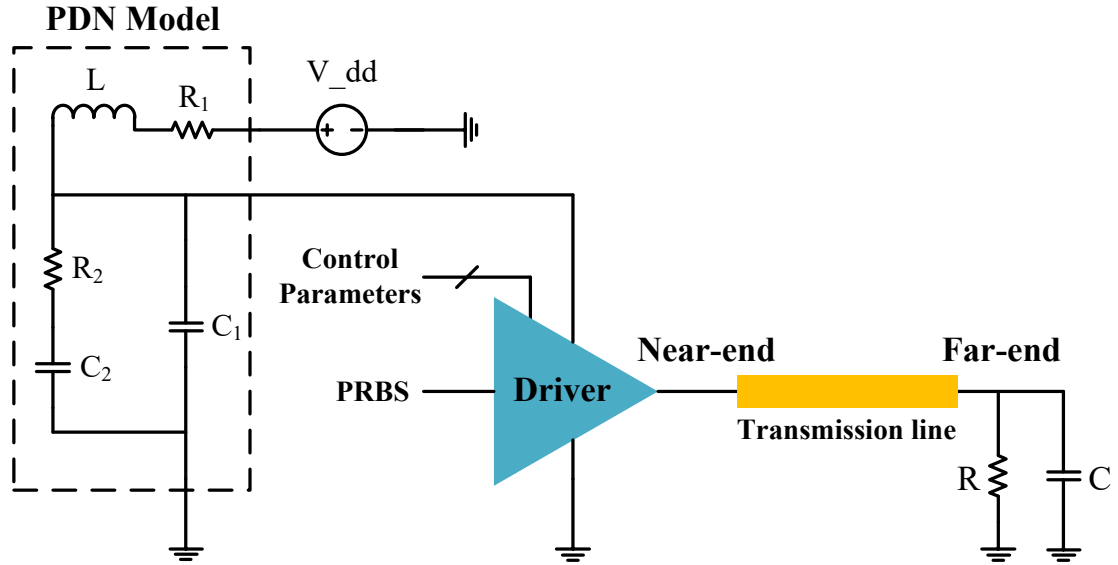 PDN Model
L
R₁
V_dd
R₂
C₁
C₂
Control
Parameters
PRBS
Driver
Near-end
Far-end
Transmission line
R
C